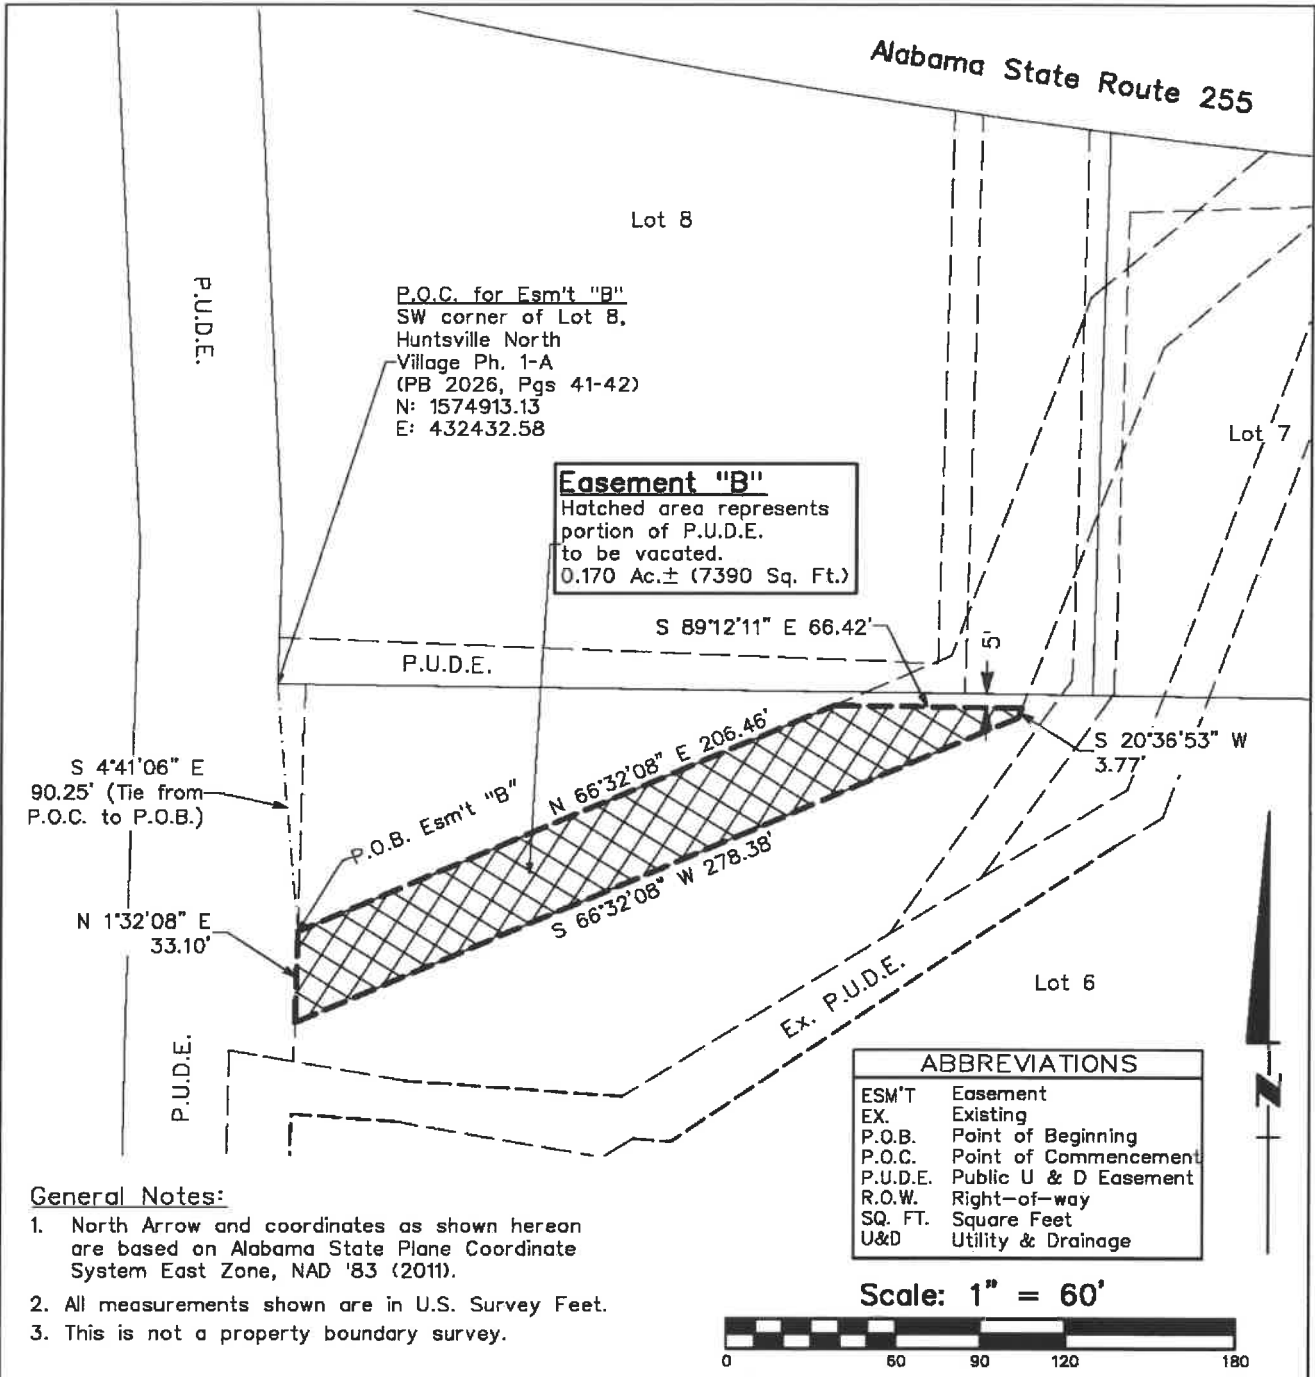 Alabama State Route 255
Lot 8
P.U.D.E.
P.O.C. for Esm't "B"
SW corner of Lot 8,
Huntsville North
Village Ph. 1-A
(PB 2026, Pgs 41-42)
N: 1574913.13
E: 432432.58
Lot 7
Easement "B"
Hatched area represents
portion of P.U.D.E.
to be vacated.
0.170 Ac.± (7390 Sq. Ft.)
S 89°12'11" E 66.42'
5'
P.U.D.E.
S 20°36'53" W
3.77'
S 4°41'06" E
90.25' (Tie from
P.O.C. to P.O.B.)
N 66°32'08" E 206.46'
P.O.B. Esm't "B"
S 66°32'08" W 278.38'
N 1°32'08" E
33.10'
Ex. P.U.D.E.
Lot 6
P.U.D.E.
ABBREVIATIONS
ESM'T Easement
EX. Existing
P.O.B. Point of Beginning
P.O.C. Point of Commencement
P.U.D.E. Public U & D Easement
R.O.W. Right-of-way
SQ. FT. Square Feet
U&D Utility & Drainage
N
General Notes:
1. North Arrow and coordinates as shown hereon
are based on Alabama State Plane Coordinate
System East Zone, NAD '83 (2011).
2. All measurements shown are in U.S. Survey Feet.
3. This is not a property boundary survey.
Scale: 1" = 60'
0 60 90 120 180